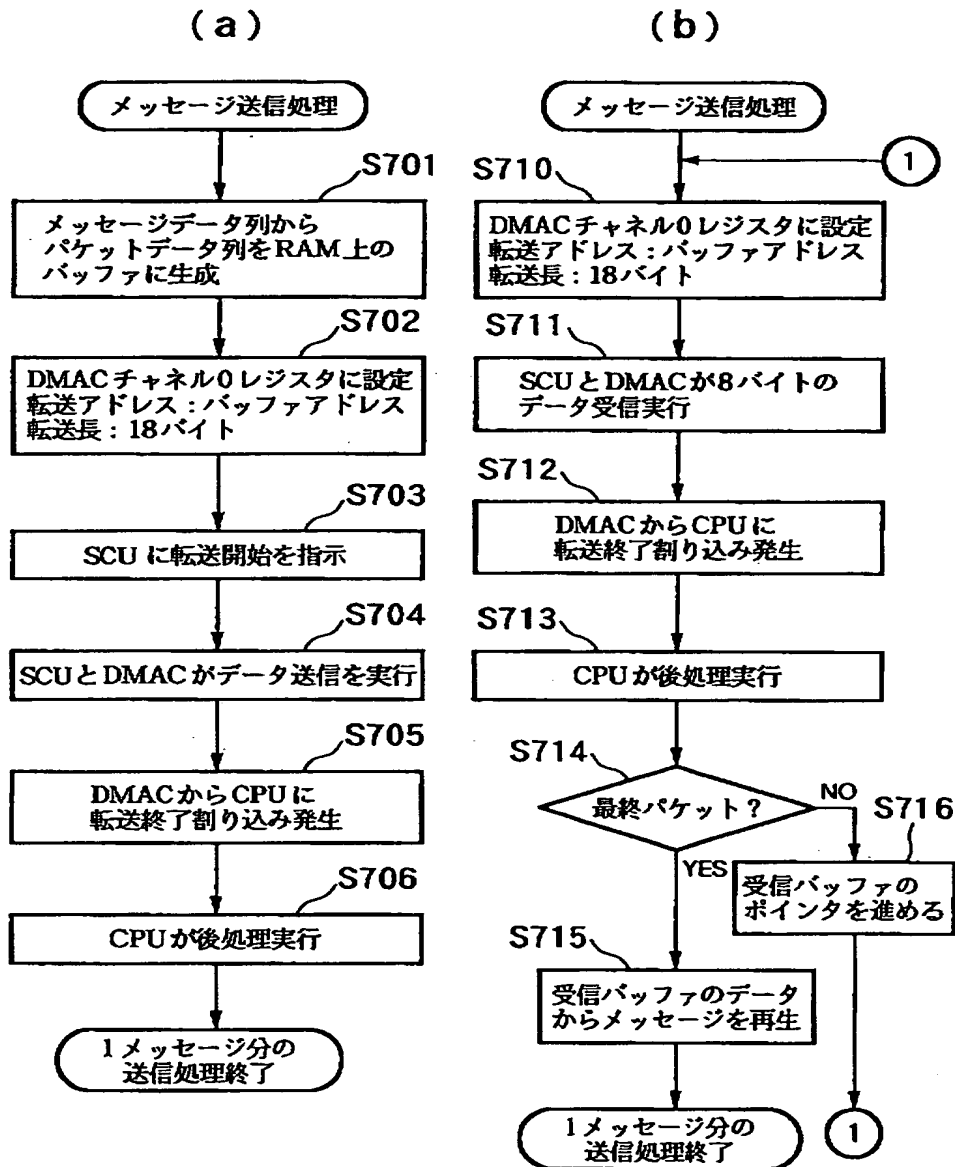 (a)
メッセージ送信処理
S701
メッセージデータ列から
パケットデータ列をRAM上の
バッファに生成
S702
DMACチャネル0レジスタに設定
転送アドレス：バッファアドレス
転送長：18バイト
S703
SCUに転送開始を指示
S704
SCUとDMACがデータ送信を実行
S705
DMACからCPUに
転送終了割り込み発生
S706
CPUが後処理実行
1メッセージ分の
送信処理終了
(b)
メッセージ送信処理
1
S710
DMACチャネル0レジスタに設定
転送アドレス：バッファアドレス
転送長：18バイト
S711
SCUとDMACが8バイトの
データ受信実行
S712
DMACからCPUに
転送終了割り込み発生
S713
CPUが後処理実行
S714
最終パケット？
NO
YES
S716
受信バッファの
ポインタを進める
S715
受信バッファのデータ
からメッセージを再生
1メッセージ分の
送信処理終了
1